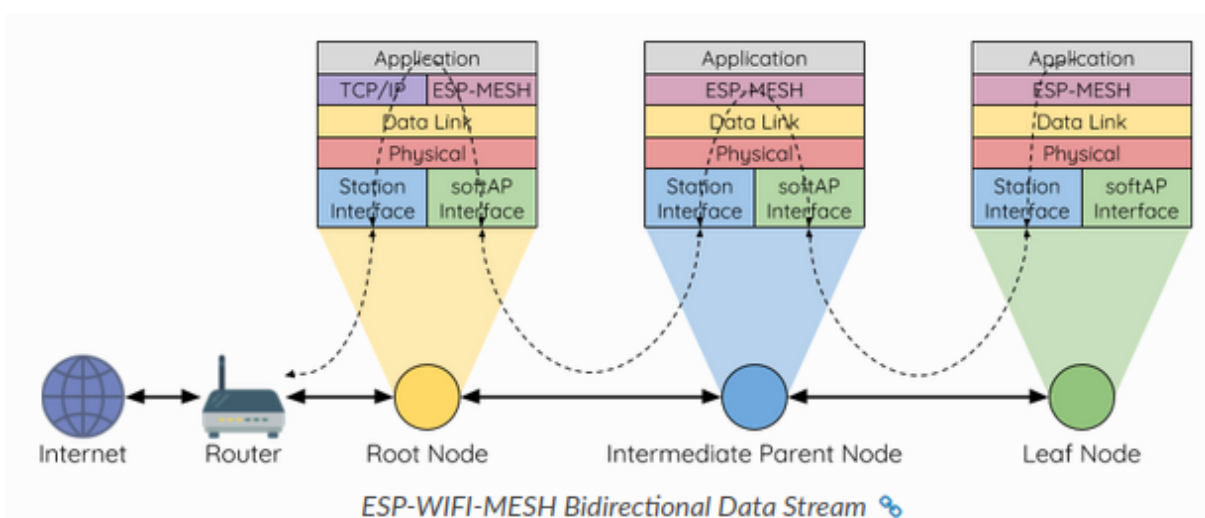 Application
TCP/IP ESP-MESH
Data Link
Physical
Station Interface
softAP Interface
Application
ESP-MESH
Data Link
Physical
Station Interface
softAP Interface
Application
ESP-MESH
Data Link
Physical
Station Interface
softAP Interface
Internet
Router
Root Node
Intermediate Parent Node
Leaf Node
ESP-WIFI-MESH Bidirectional Data Stream